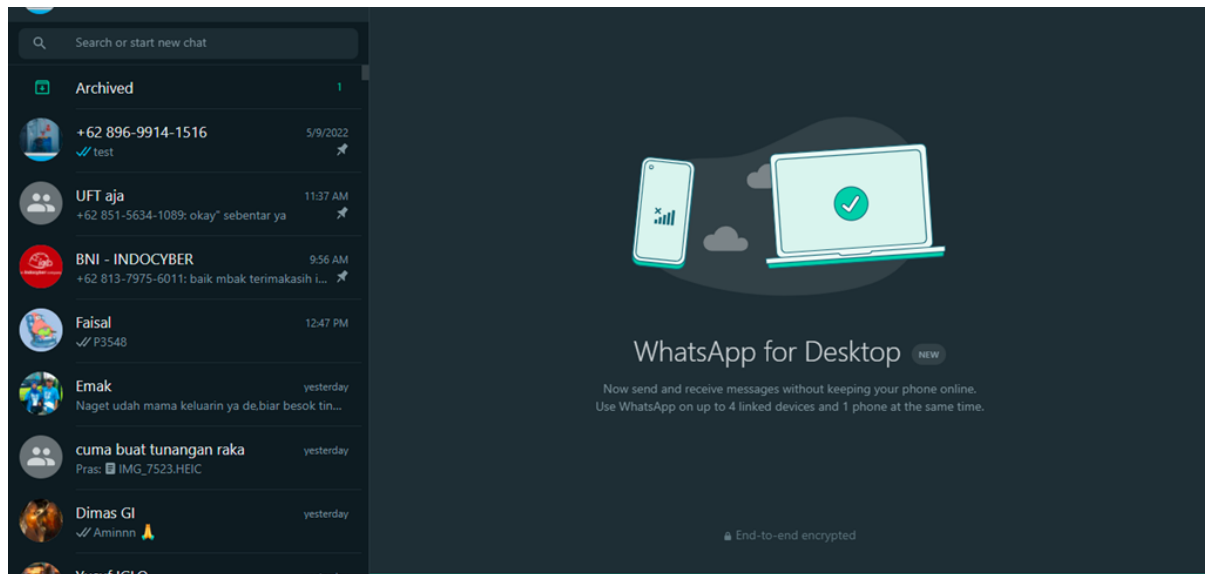 Search or start new chat
Archived 1
+62 896-9914-1516 5/9/2022
test
UFT aja 11:37 AM
+62 851-5634-1089: okay" sebentar ya
BNI - INDOCYBER 9:56 AM
+62 813-7975-6011: baik mbak terimakasih i...
Faisal 12:47 PM
P3548
Emak yesterday
Naget udah mama keluarin ya de,biar besok tin...
cuma buat tunangan raka yesterday
Pras: IMG_7523.HEIC
Dimas GI yesterday
Aminnn 🙏
WhatsApp for Desktop NEW
Now send and receive messages without keeping your phone online.
Use WhatsApp on up to 4 linked devices and 1 phone at the same time.
End-to-end encrypted